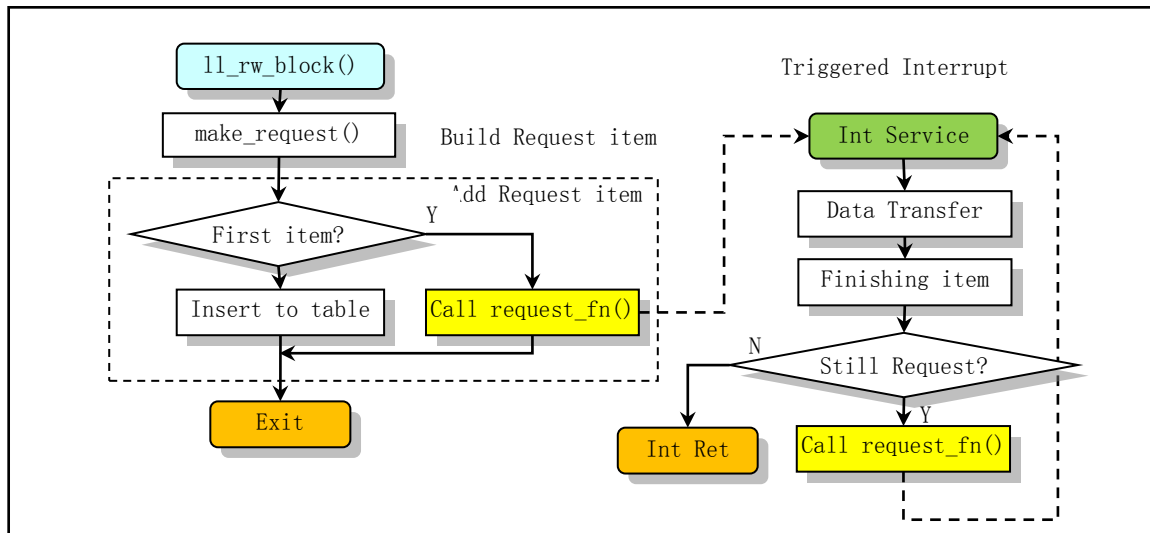 ll_rw_block()
make_request()
Build Request item
Add Request item
First item?
Y
Insert to table
Call request_fn()
Exit
Triggered Interrupt
Int Service
Data Transfer
Finishing item
Still Request?
N
Y
Int Ret
Call request_fn()